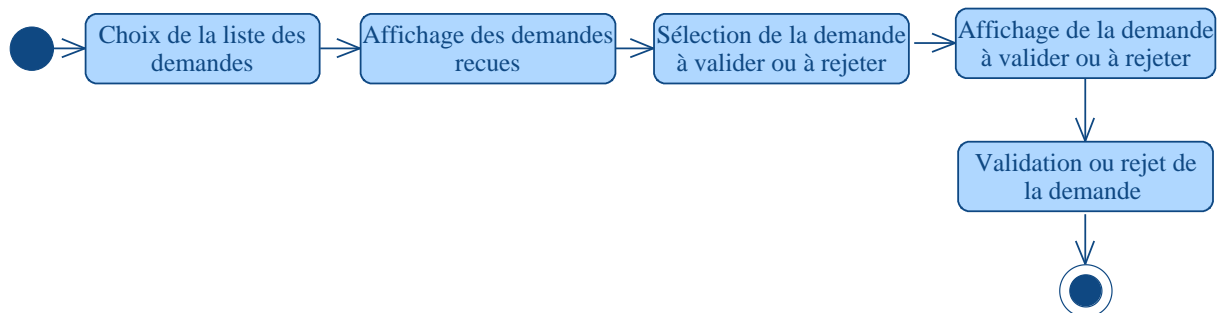 Choix de la liste des
demandes
Affichage des demandes
recues
Sélection de la demande
à valider ou à rejeter
Affichage de la demande
à valider ou à rejeter
Validation ou rejet de
la demande